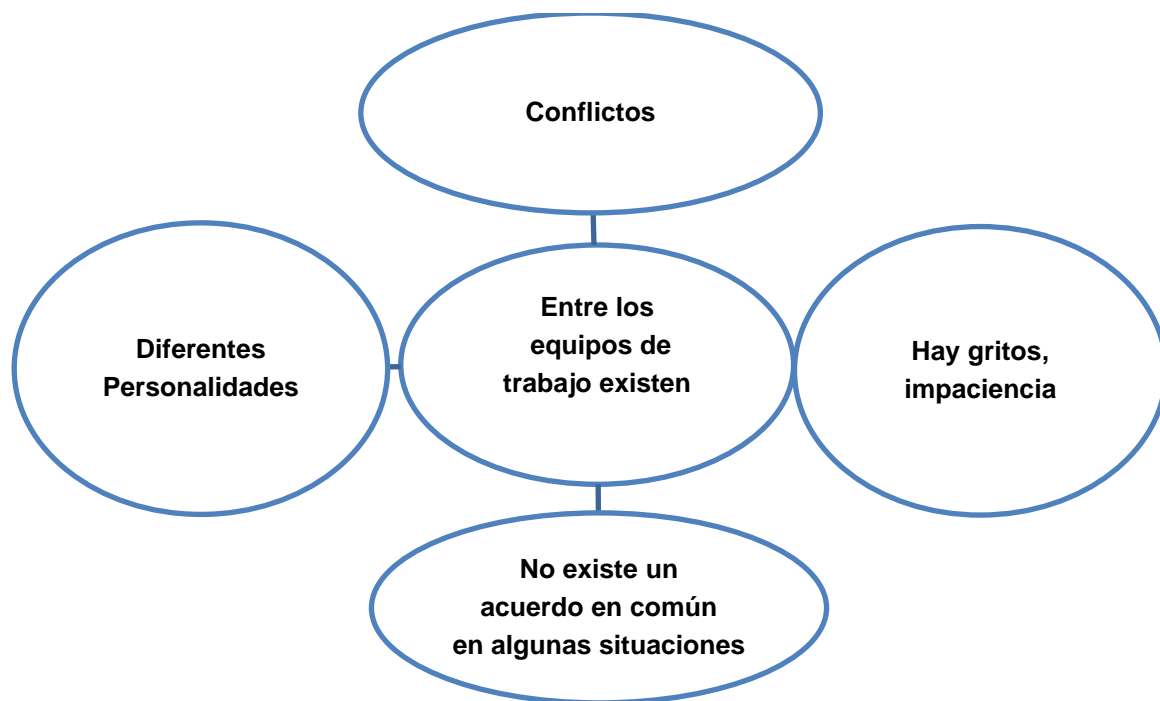 Conflictos
Diferentes
Personalidades
Entre los
equipos de
trabajo existen
Hay gritos,
impaciencia
No existe un
acuerdo en común
en algunas situaciones